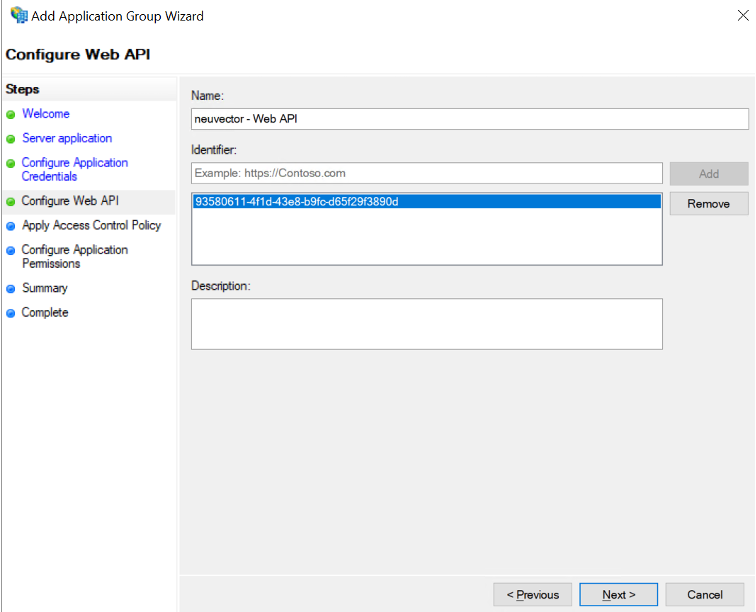 Add Application Group Wizard
Configure Web API
Steps
Welcome
Server application
Configure Application
Credentials
Configure Web API
Apply Access Control Policy
Configure Application
Permissions
Summary
Complete
Name:
neuvector - Web API
Identifier:
Example: https://Contoso.com
Add
93580611-4f1d-43e8-b9fc-d65f29f3890d
Remove
Description:
< Previous
Next >
Cancel